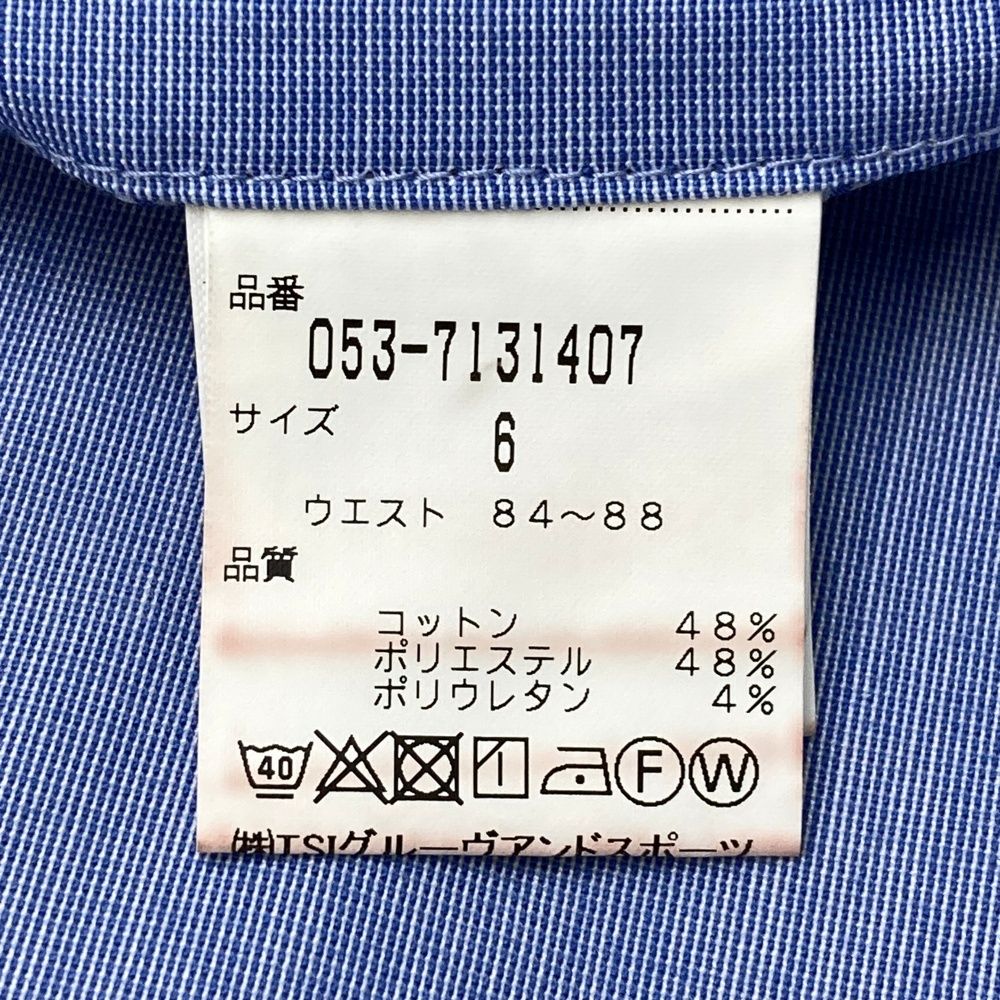 品番
053-7131407
サイズ
6
ウエスト 84～88
品質
コットン 48%
ポリエステル 48%
ポリウレタン 4%
40 F W
㈱TSIグルーヴアンドスポーツ